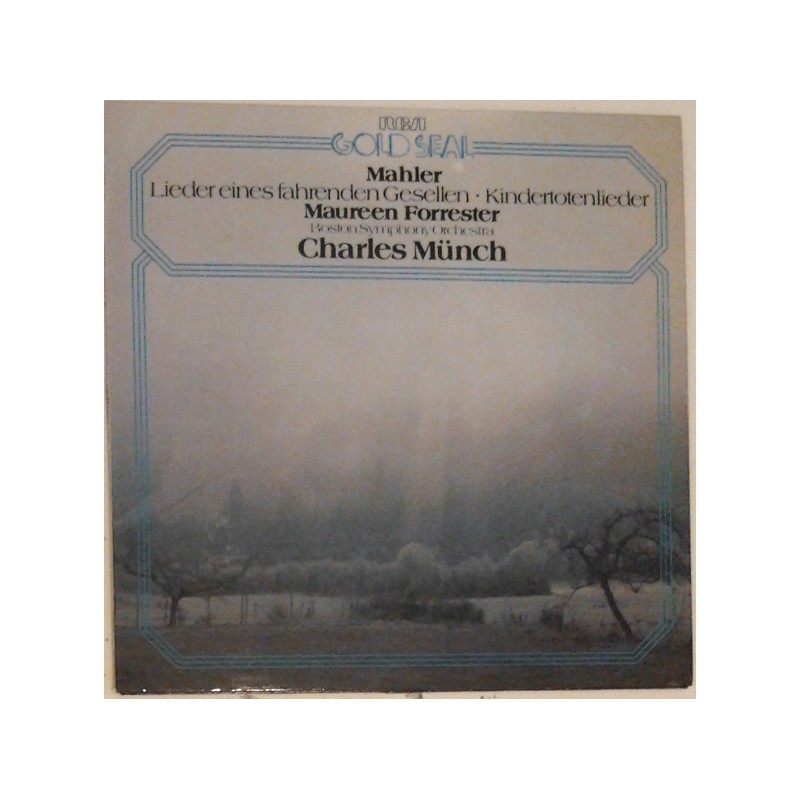 RCA
GOLD SEAL
Mahler
Lieder eines fahrenden Gesellen · Kindertotenlieder
Maureen Forrester
Boston Symphony Orchestra
Charles Münch